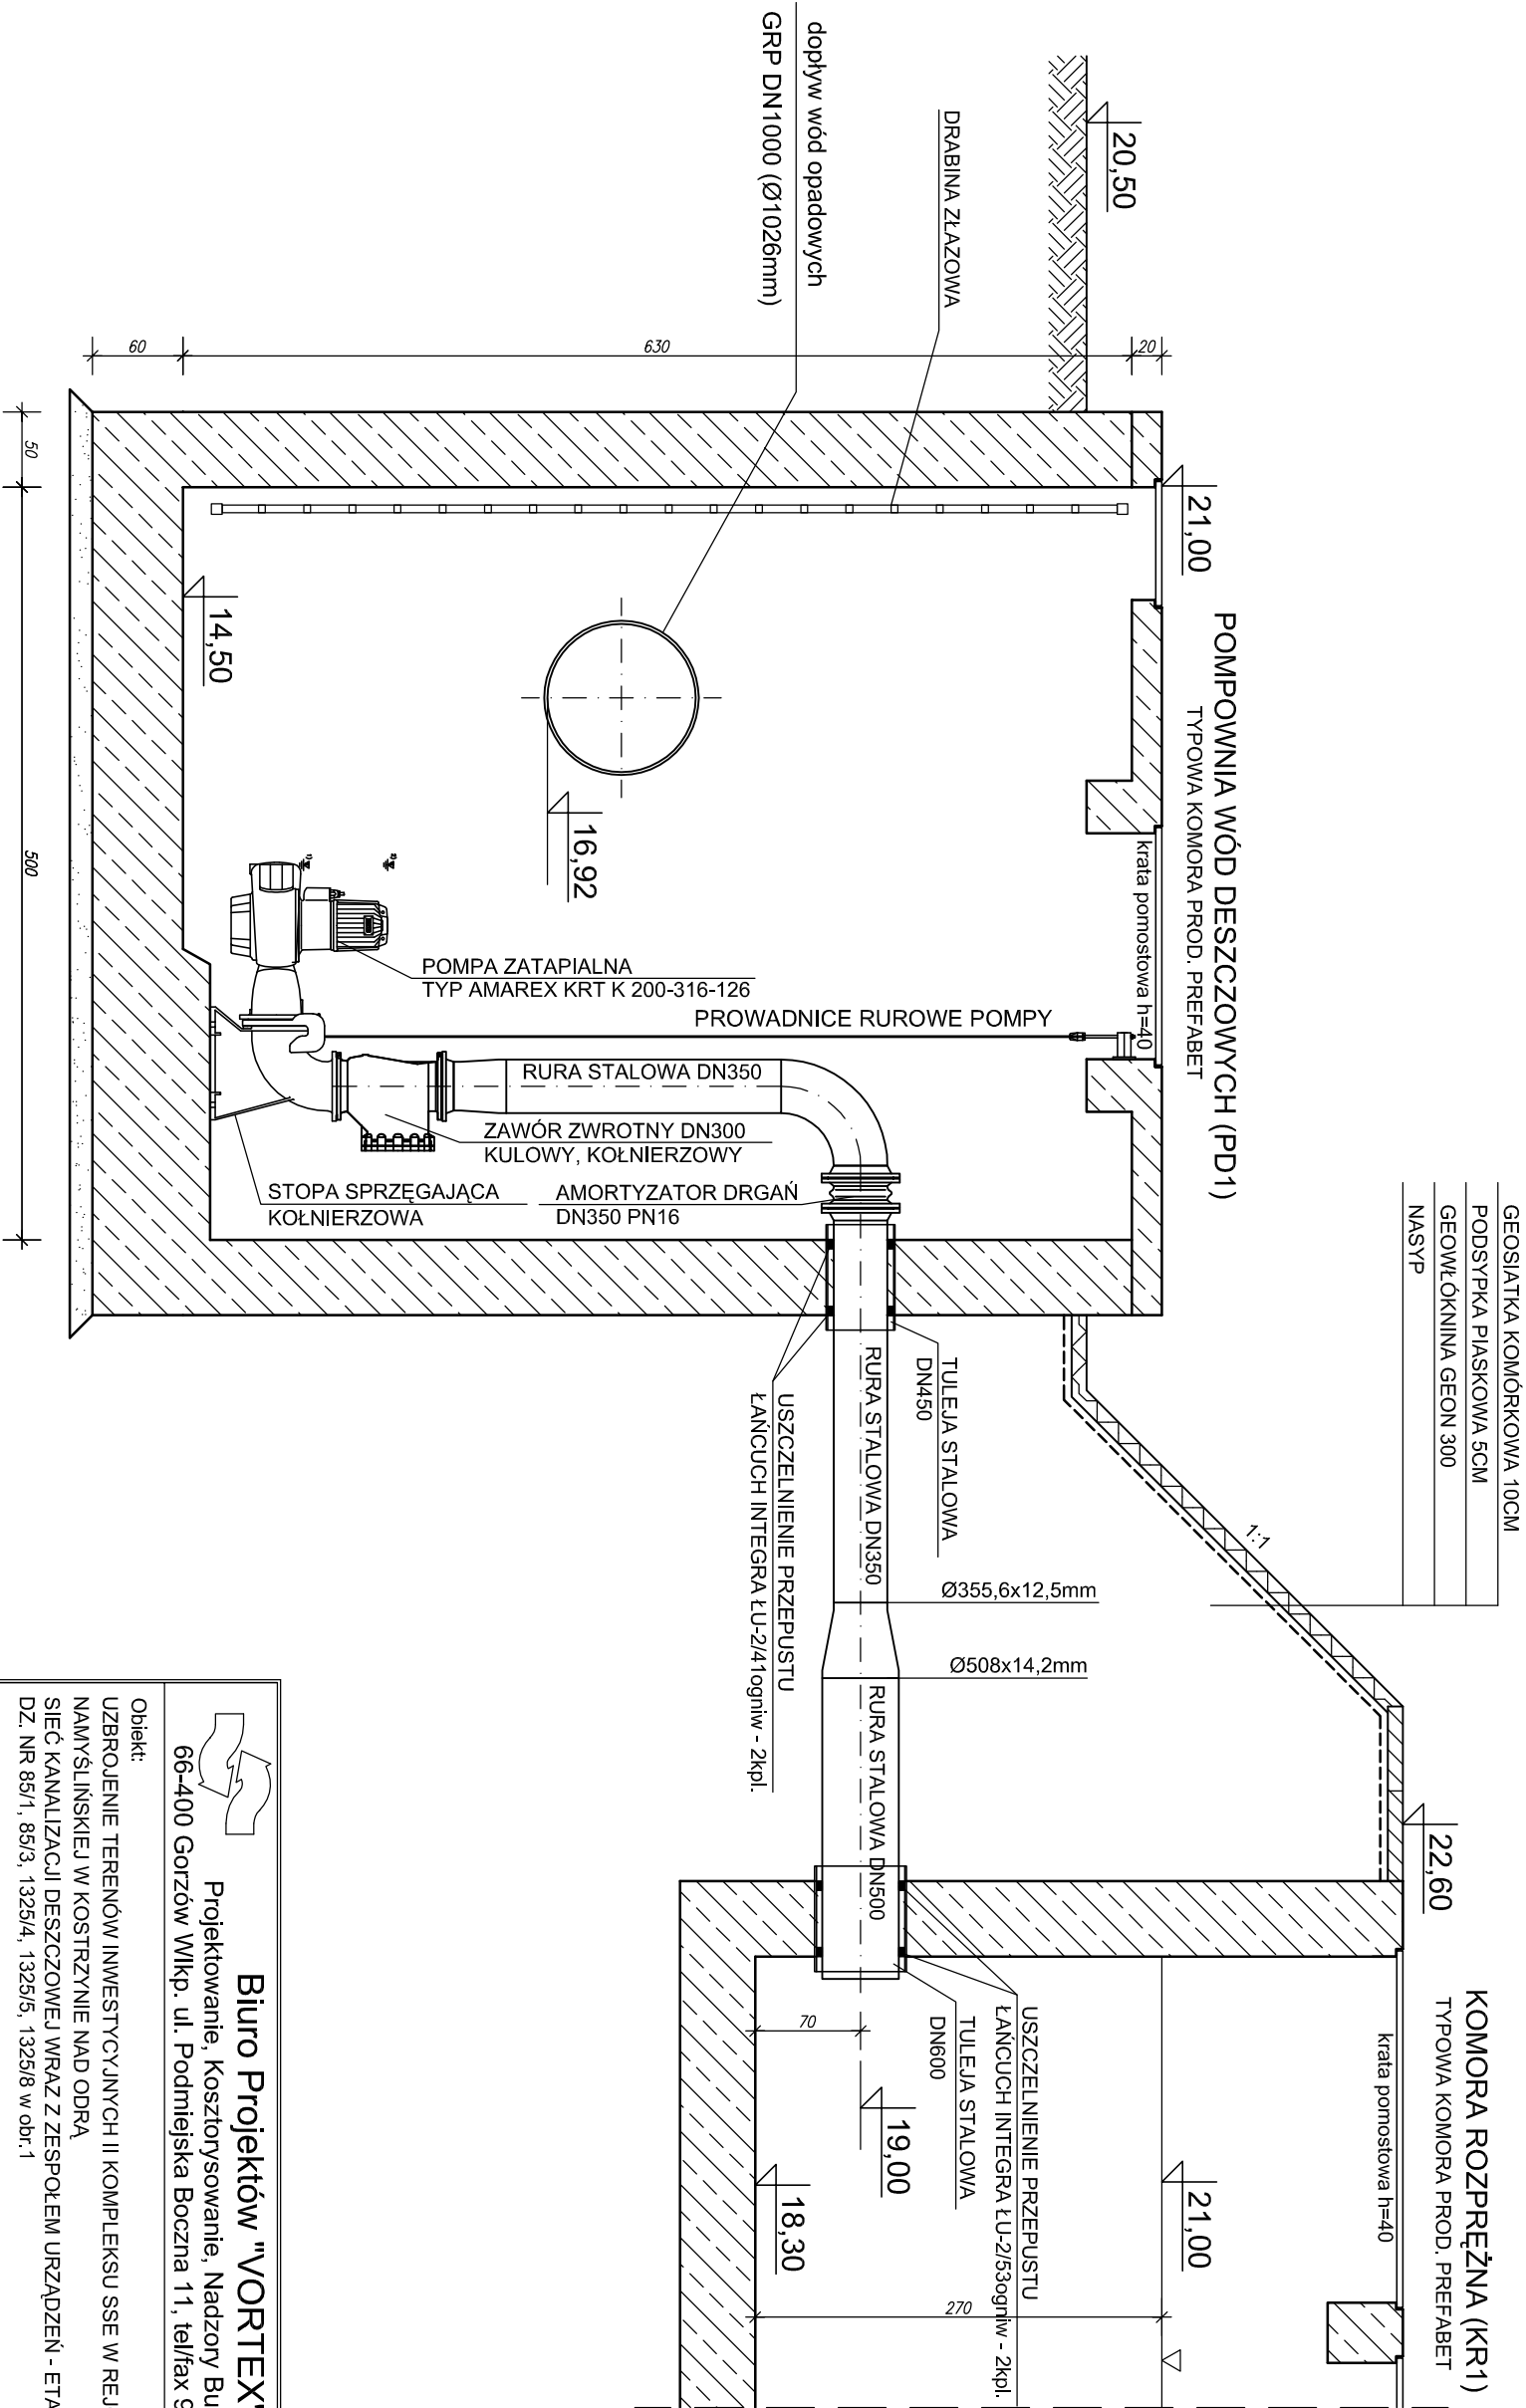 GEOSIATKA KOMÓRKOWA 10CM
PODSYPKA PIASKOWA 5CM
GEOWŁÓKNINA GEON 300
NASYP
KOMORA ROZPRĘŻNA (KR1)
TYPOWA KOMORA PROD. PREFABET
krata pomostowa h=40
22,60
1:1
POMPOWNIA WÓD DESZCZOWYCH (PD1)
TYPOWA KOMORA PROD. PREFABET
krata pomostowa h=40
21,00
20,50
20
630
60
50
500
DRABINA ZŁAZOWA
dopływ wód opadowych
GRP DN1000 (Ø1026mm)
14,50
16,92
POMPA ZATAPIALNA
TYP AMAREX KRT K 200-316-126
PROWADNICE RUROWE POMPY
RURA STALOWA DN350
ZAWÓR ZWROTNY DN300
KULOWY, KOŁNIERZOWY
STOPA SPRZĘGAJĄCA
KOŁNIERZOWA
AMORTYZATOR DRGAŃ
DN350 PN16
TULEJA STALOWA
DN450
RURA STALOWA DN350
USZCZELNIENIE PRZEPUSTU
ŁAŃCUCH INTEGRA ŁU-2/41ogniw - 2kpl.
Ø355,6x12,5mm
Ø508x14,2mm
RURA STALOWA DN500
USZCZELNIENIE PRZEPUSTU
ŁAŃCUCH INTEGRA ŁU-2/53ogniw - 2kpl.
TULEJA STALOWA
DN600
70
19,00
18,30
21,00
270
Biuro Projektów "VORTEX"
Projektowanie, Kosztorysowanie, Nadzory Bu
66-400 Gorzów Wlkp. ul. Podmiejska Boczna 11, tel/fax 9
Obiekt:
UZBROJENIE TERENÓW INWESTYCYJNYCH II KOMPLEKSU SSE W REJ
NAMYŚLIŃSKIEJ W KOSTRZYNIE NAD ODRĄ
SIEĆ KANALIZACJI DESZCZOWEJ WRAZ Z ZESPOŁEM URZĄDZEŃ - ETA
DZ. NR 85/1, 85/3, 1325/4, 1325/5, 1325/8 w obr.1